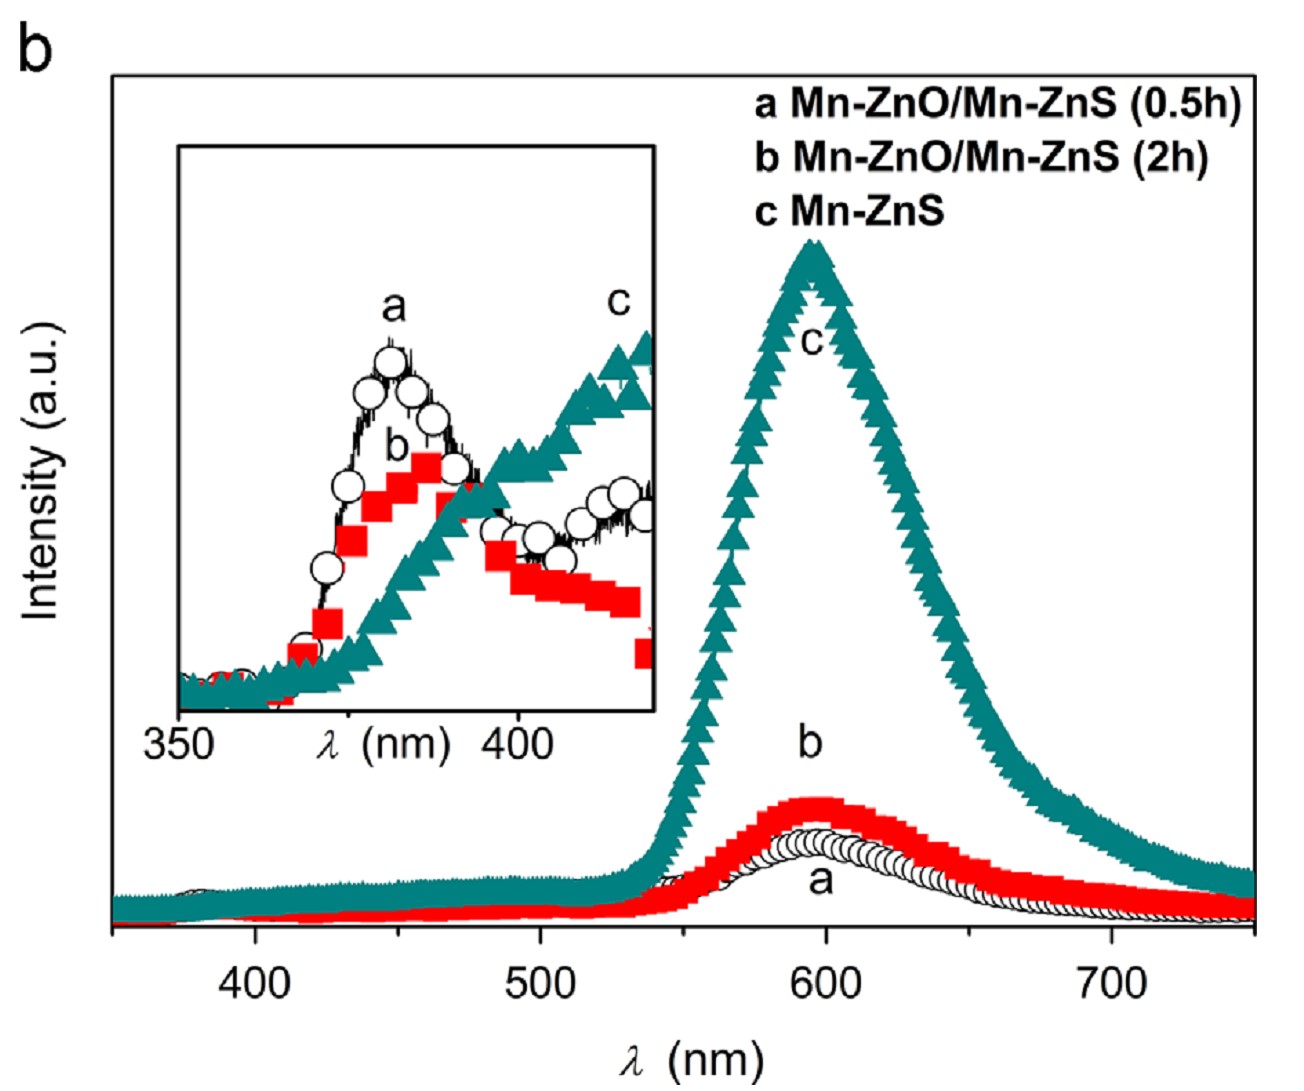 b
a Mn-ZnO/Mn-ZnS (0.5h)
b Mn-ZnO/Mn-ZnS (2h)
c Mn-ZnS
a
c
b
350
λ (nm)
400
c
b
a
Intensity (a.u.)
400
500
600
700
λ (nm)